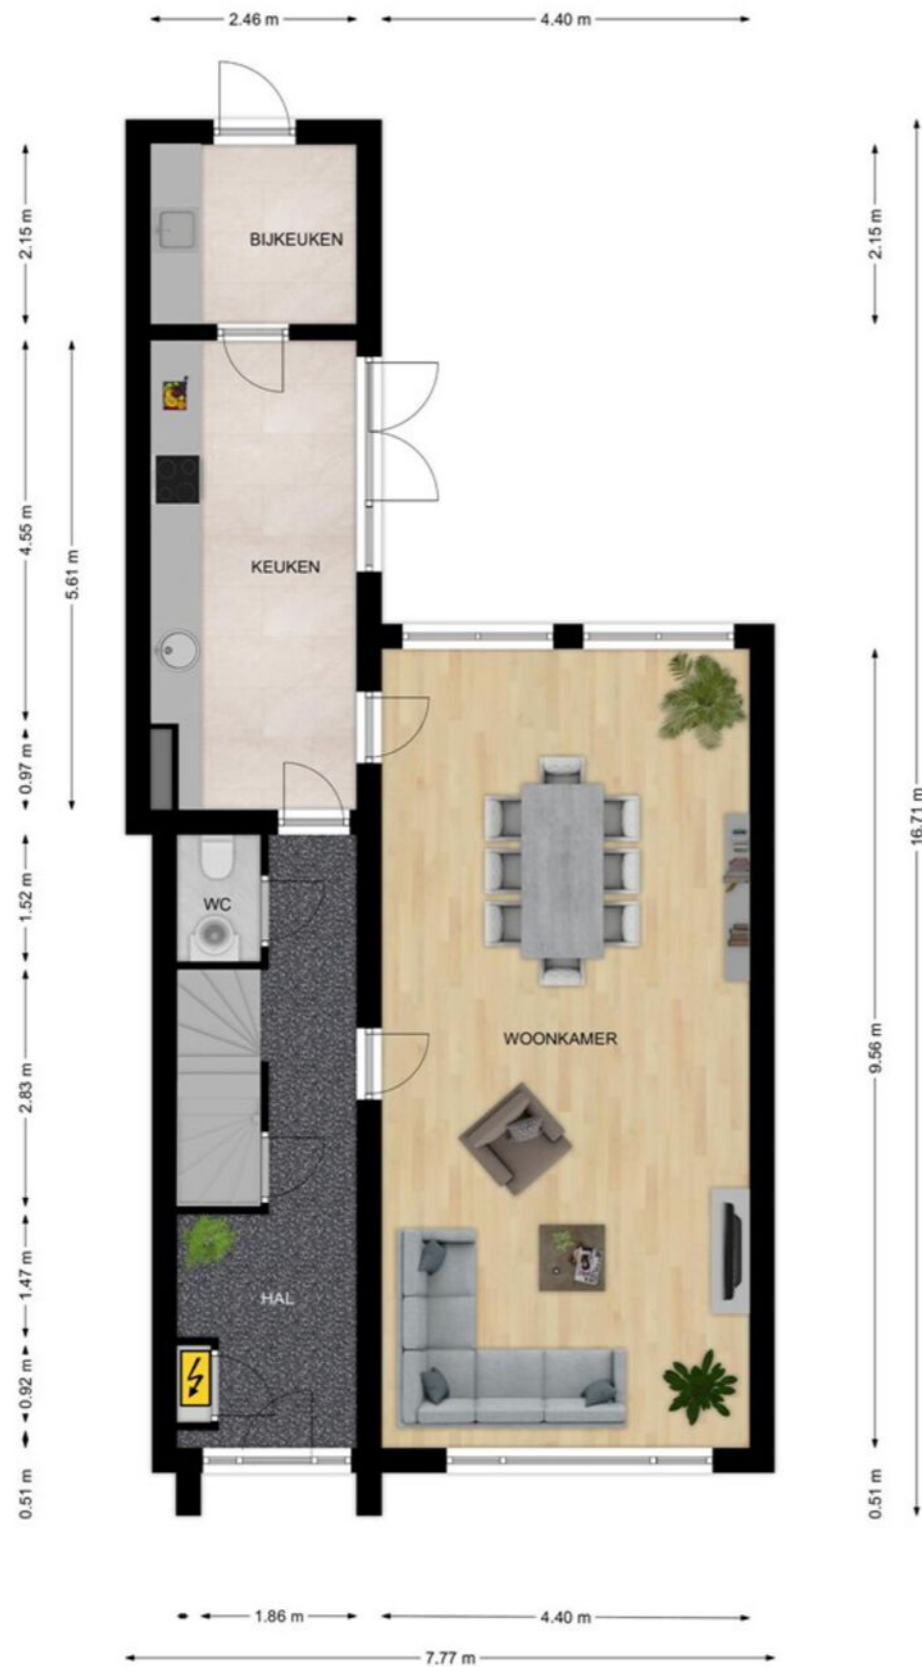 2.46 m
4.40 m
2.15 m
2.15 m
BIJKEUKEN
4.55 m
5.61 m
KEUKEN
0.97 m
16.71 m
1.52 m
WC
9.56 m
WOONKAMER
2.83 m
1.47 m
HAL
0.92 m
0.51 m
0.51 m
1.86 m
4.40 m
7.77 m